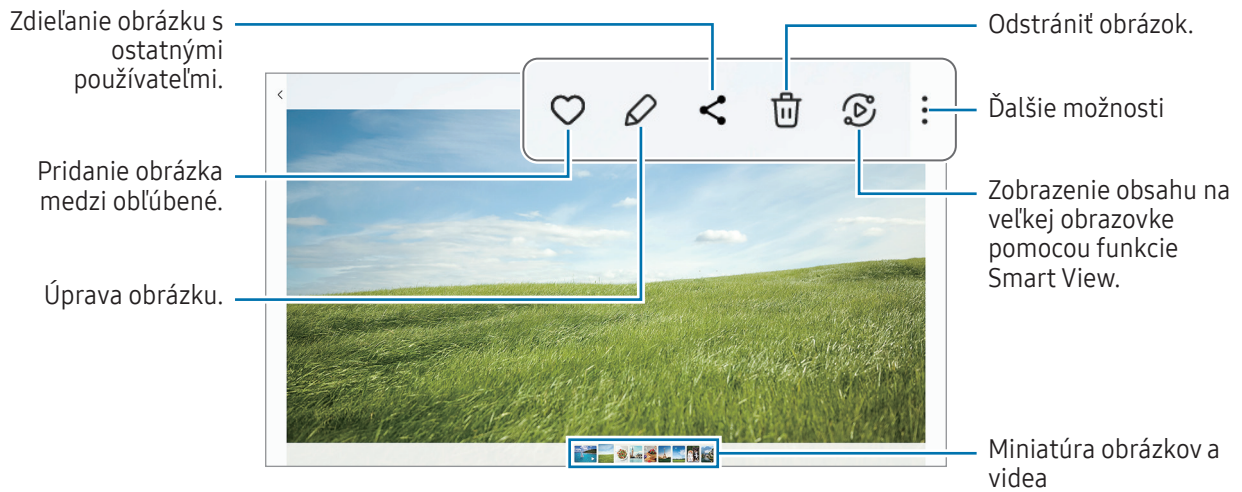 Zdieľanie obrázku s
ostatnými
používateľmi.
Pridanie obrázka
medzi obľúbené.
Úprava obrázku.
Odstrániť obrázok.
Ďalšie možnosti
Zobrazenie obsahu na
veľkej obrazovke
pomocou funkcie
Smart View.
Miniatúra obrázkov a
videa